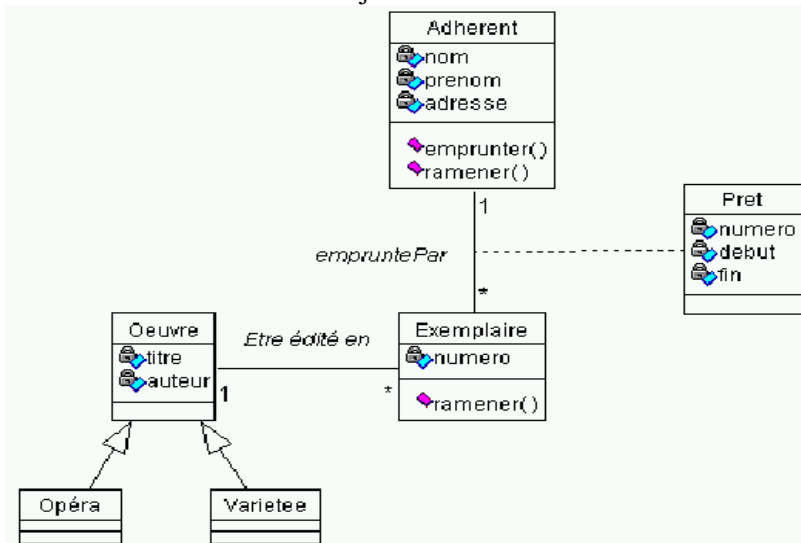 Adherent
nom
prenom
adresse
emprunter()
ramener()
Pret
numero
debut
fin
1
empruntePar
*
Oeuvre
titre
auteur
Etre édité en
1
*
Exemplaire
numero
ramener()
Opéra
Varietee